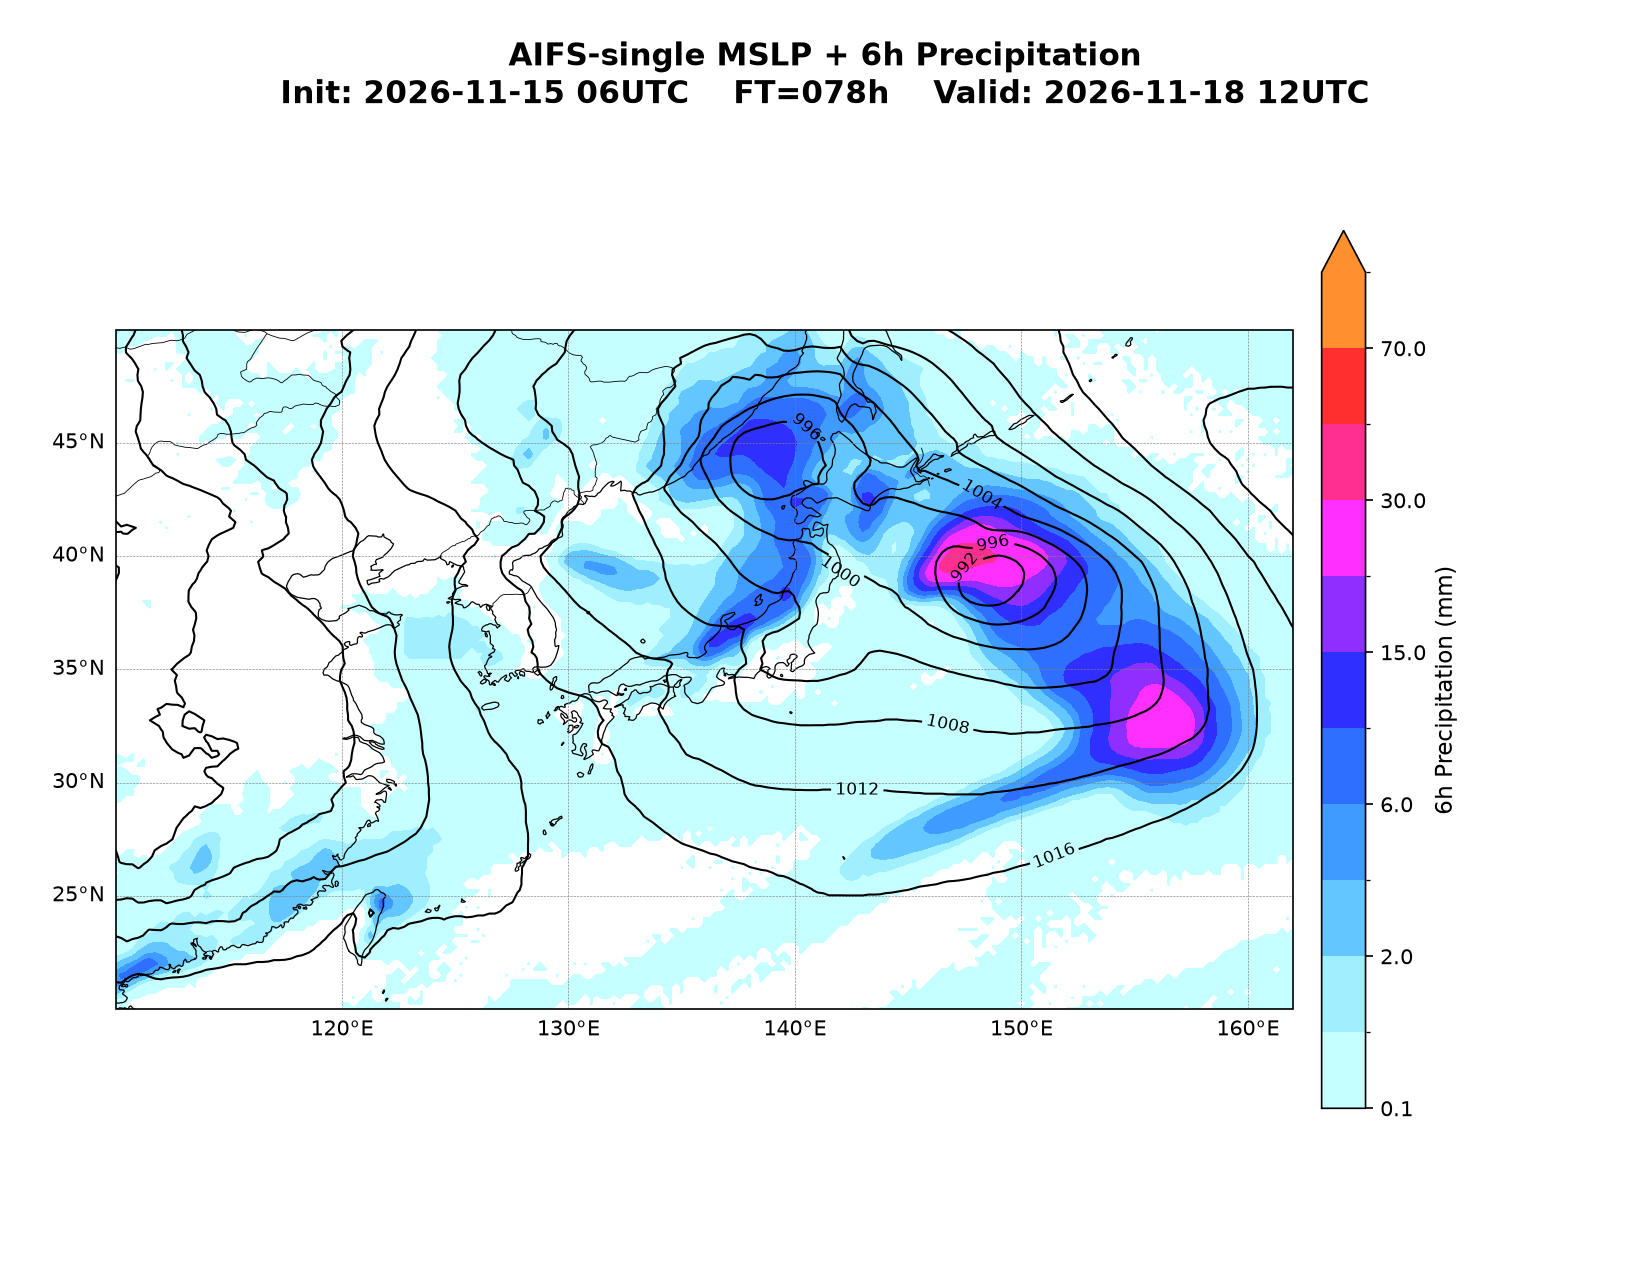 AIFS-single MSLP + 6h Precipitation
Init: 2026-11-15 06UTC    FT=078h    Valid: 2026-11-18 12UTC
70.0
30.0
15.0
6.0
2.0
0.1
6h Precipitation (mm)
45°N
40°N
35°N
30°N
25°N
996
1004
996
992
1000
1008
1012
1016
120°E
130°E
140°E
150°E
160°E